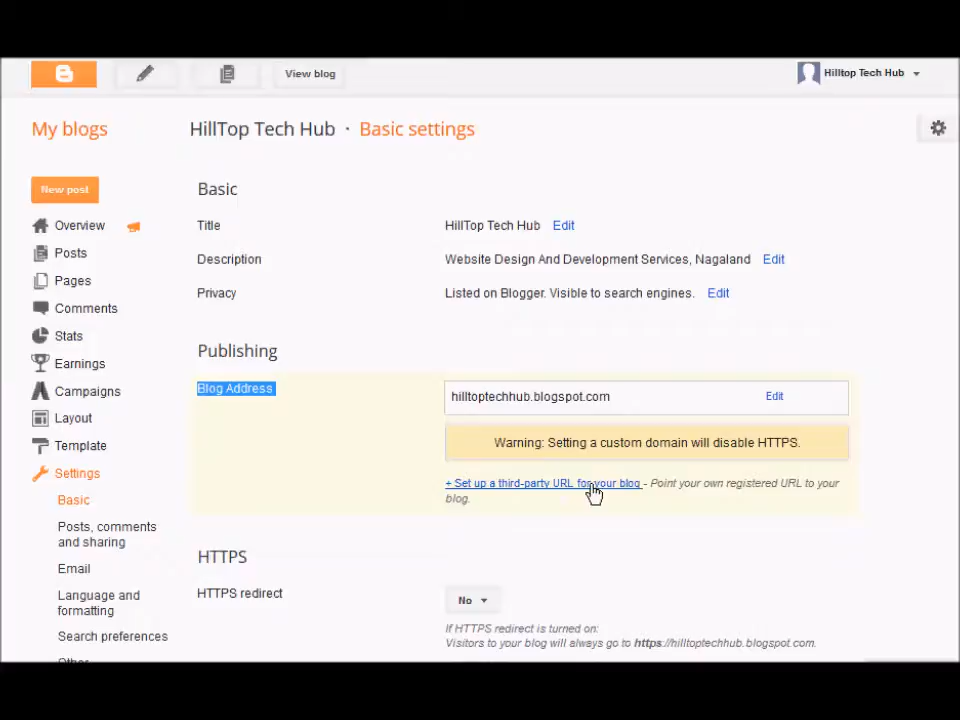 View blog
Hilltop Tech Hub
My blogs
HillTop Tech Hub · Basic settings
New post
Overview
Posts
Pages
Comments
Stats
Earnings
Campaigns
Layout
Template
Settings
Basic
Posts, comments
and sharing
Email
Language and
formatting
Search preferences
Other
Basic
Title HillTop Tech Hub Edit
Description Website Design And Development Services, Nagaland Edit
Privacy Listed on Blogger. Visible to search engines. Edit
Publishing
Blog Address hilltoptechhub.blogspot.com Edit
Warning: Setting a custom domain will disable HTTPS.
+ Set up a third-party URL for your blog - Point your own registered URL to your
blog.
HTTPS
HTTPS redirect No
If HTTPS redirect is turned on:
Visitors to your blog will always go to https://hilltoptechhub.blogspot.com.